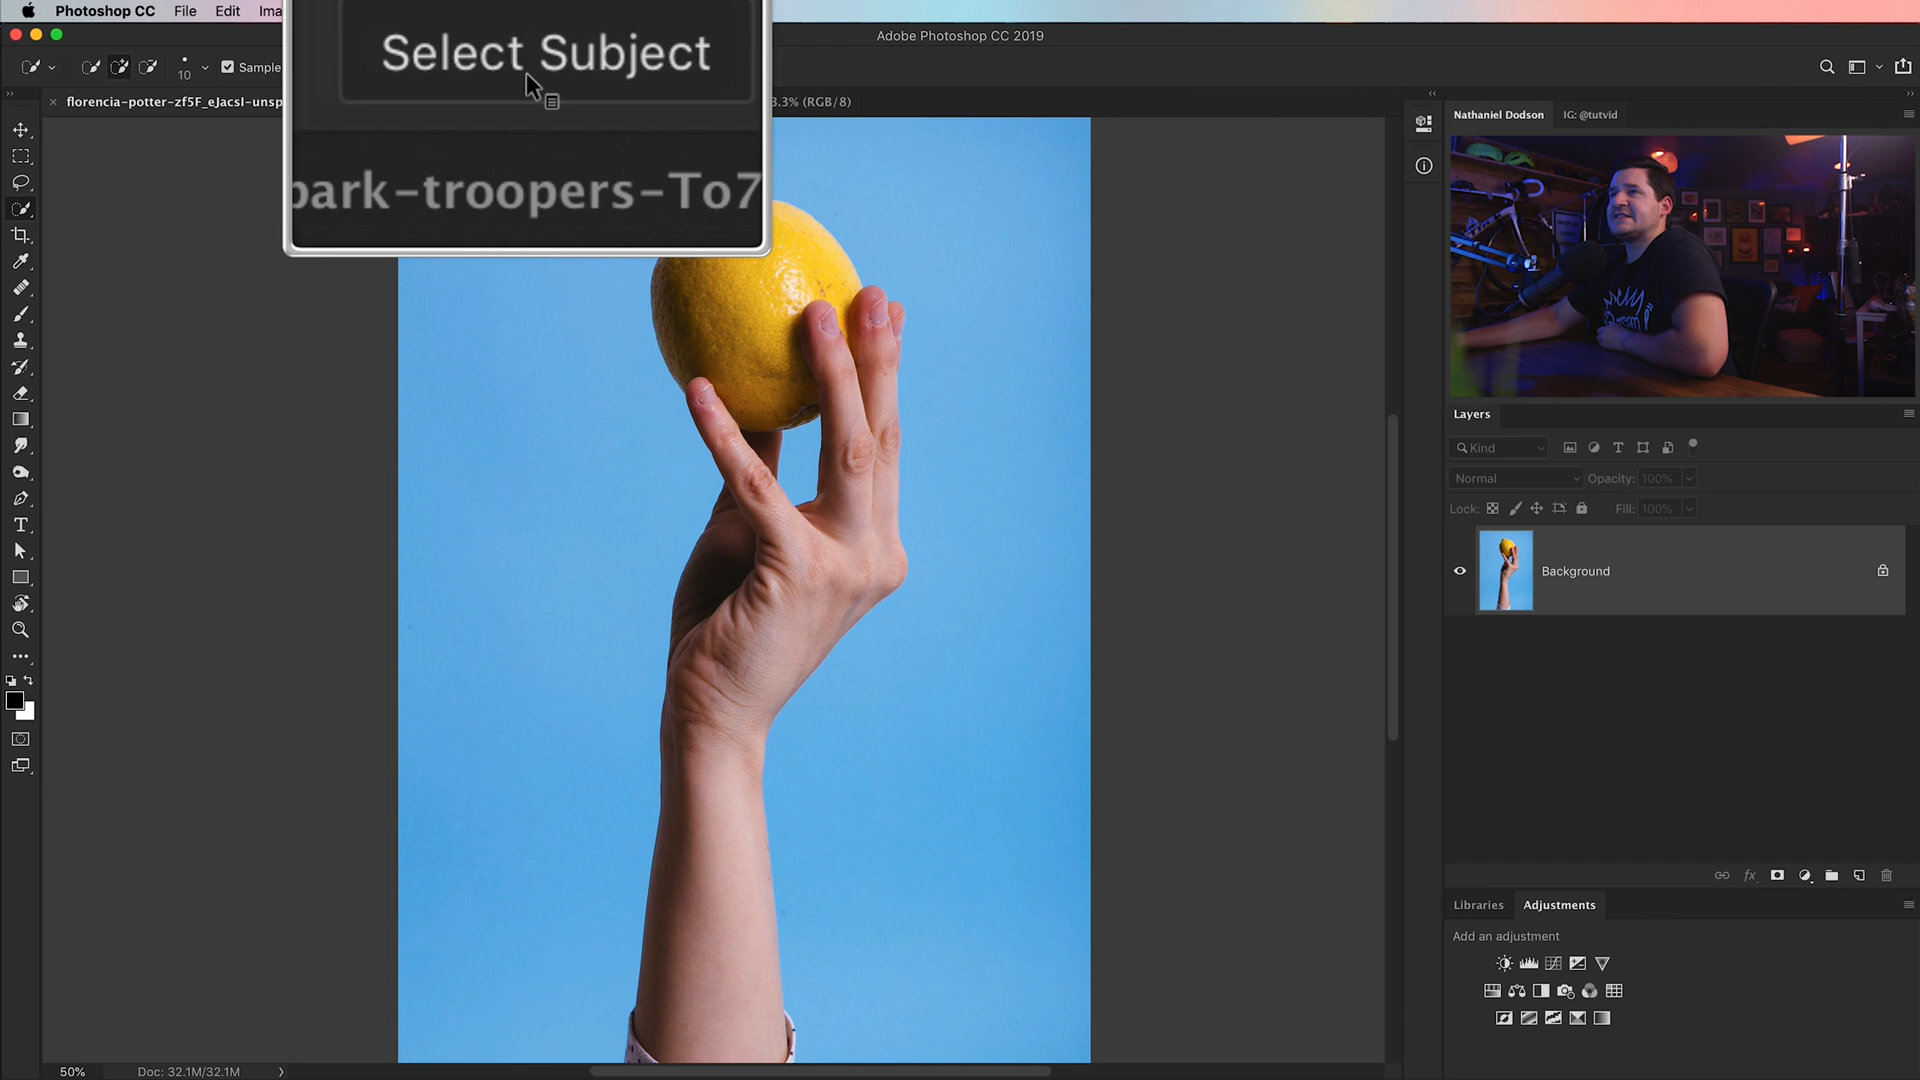 Photoshop CC File Edit Ima
Select Subject
Adobe Photoshop CC 2019
10 Sample
florencia-potter-zf5F_eJacsI-unsp
park-troopers-To7
3.3% (RGB/8)
Nathaniel Dodson IG: @tutvid
Layers
Kind
Normal Opacity: 100%
Lock: Fill: 100%
Background
Libraries Adjustments
Add an adjustment
50% Doc: 32.1M/32.1M